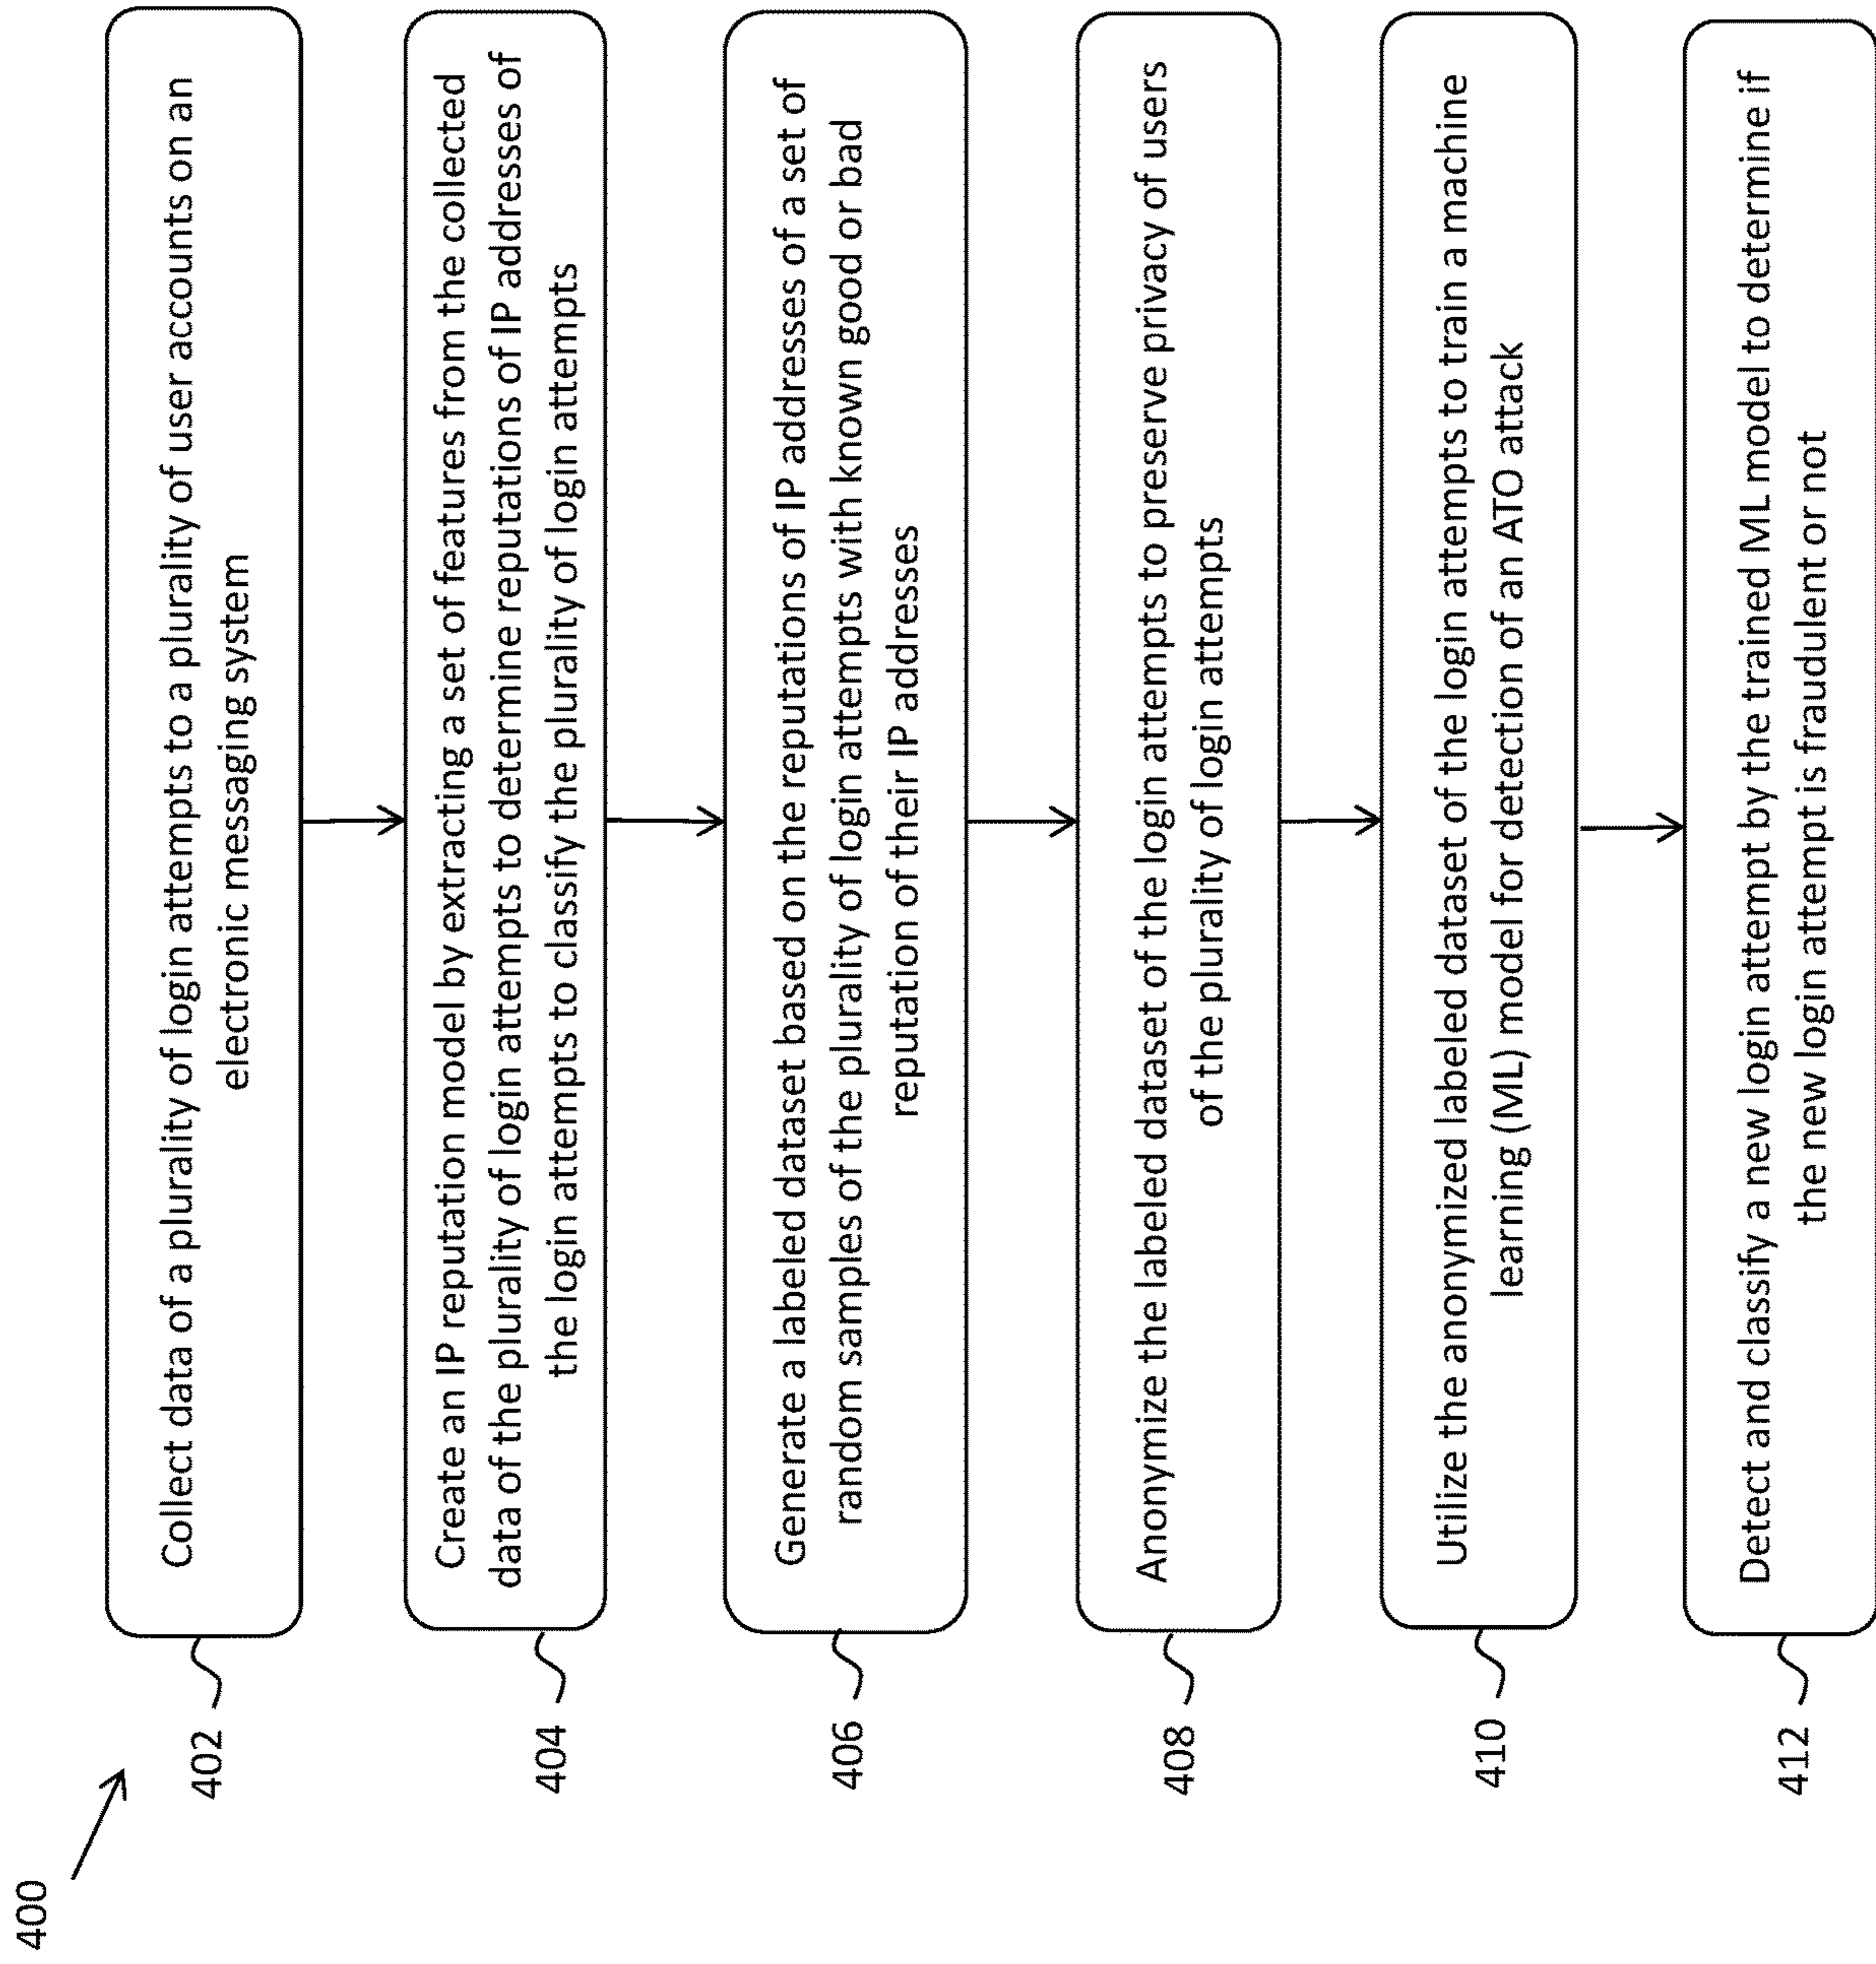 400
402
Collect data of a plurality of login attempts to a plurality of user accounts on an
electronic messaging system
404
Create an IP reputation model by extracting a set of features from the collected
data of the plurality of login attempts to determine reputations of IP addresses of
the login attempts to classify the plurality of login attempts
406
Generate a labeled dataset based on the reputations of IP addresses of a set of
random samples of the plurality of login attempts with known good or bad
reputation of their IP addresses
408
Anonymize the labeled dataset of the login attempts to preserve privacy of users
of the plurality of login attempts
410
Utilize the anonymized labeled dataset of the login attempts to train a machine
learning (ML) model for detection of an ATO attack
412
Detect and classify a new login attempt by the trained ML model to determine if
the new login attempt is fraudulent or not